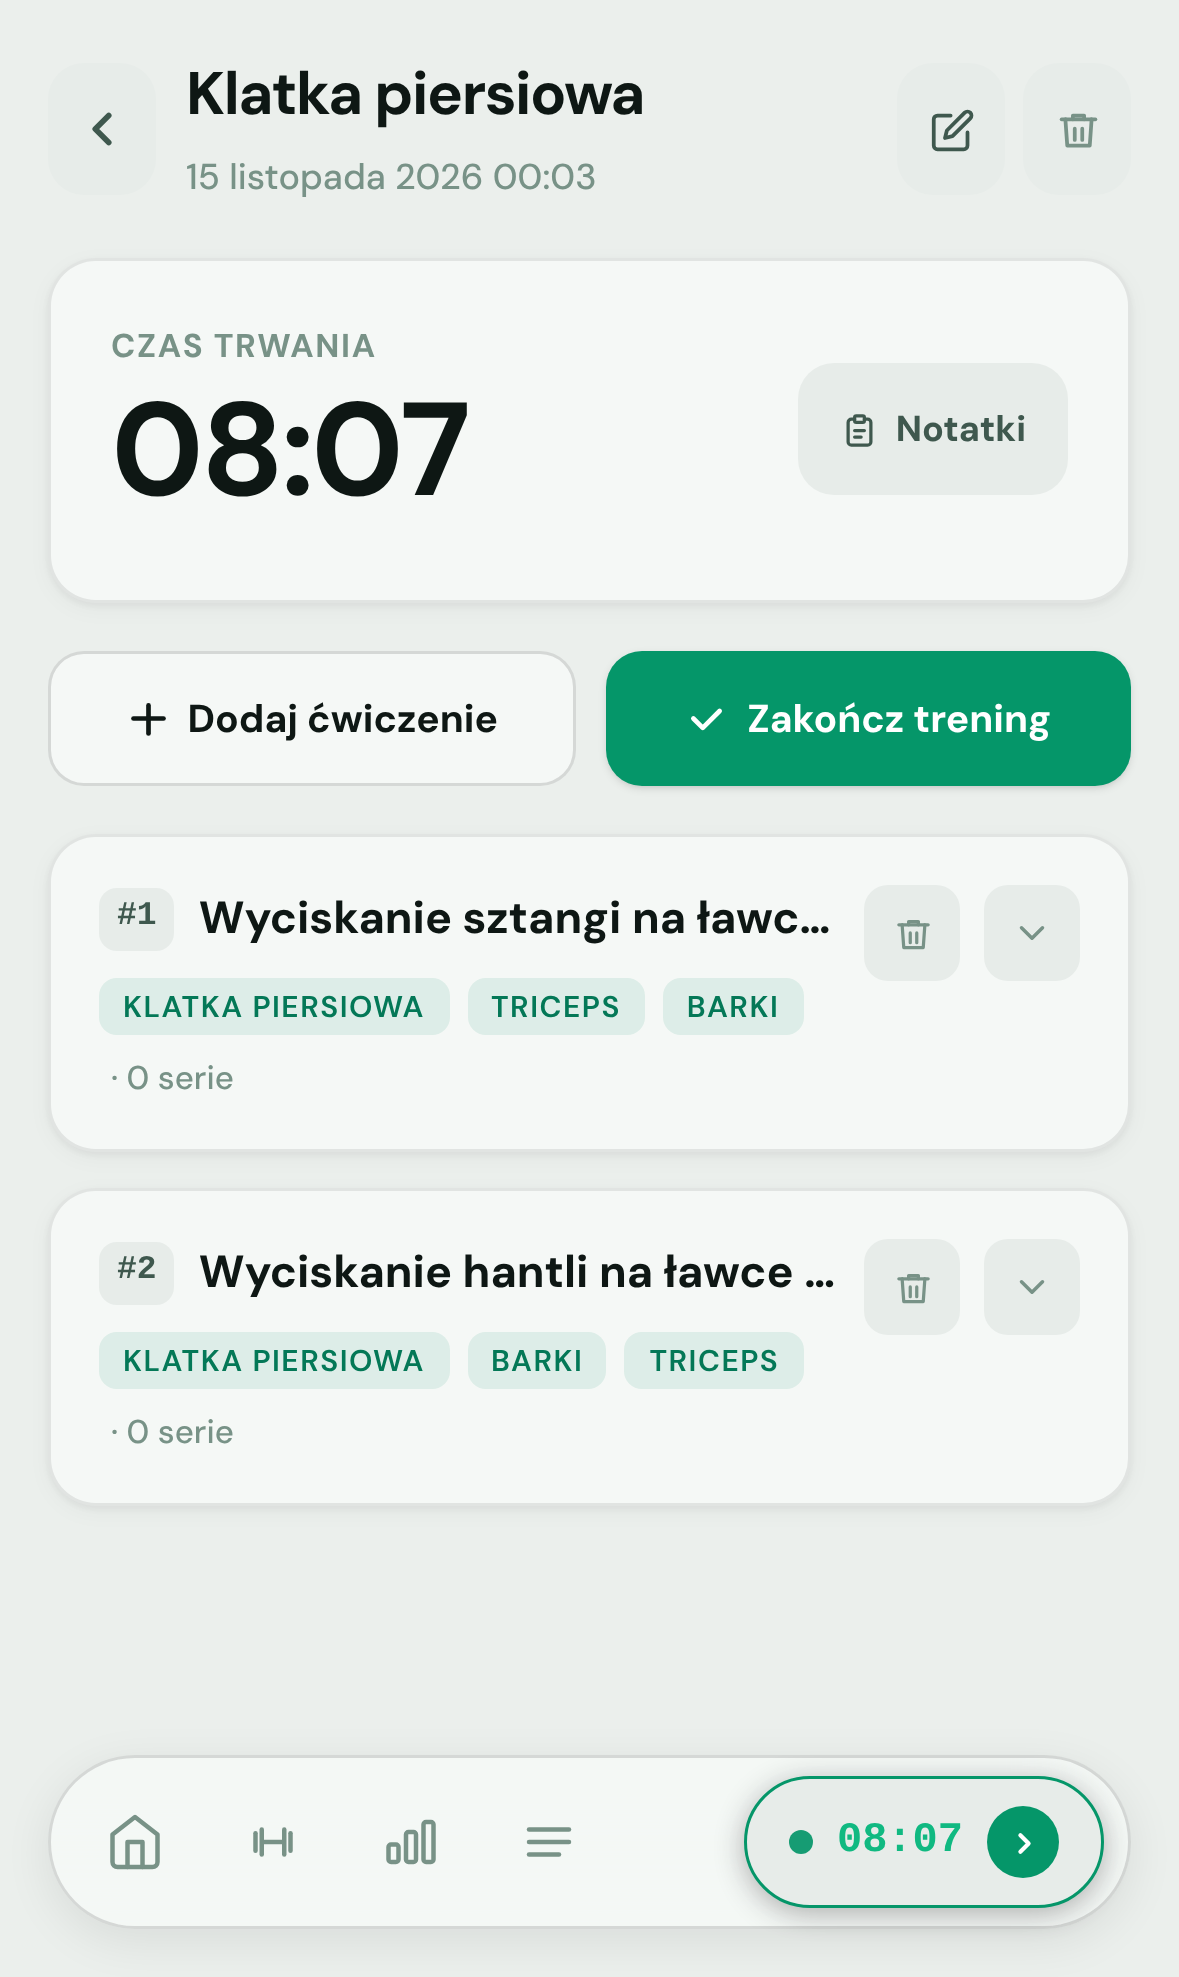 Klatka piersiowa
15 listopada 2026 00:03
CZAS TRWANIA
08:07
Notatki
Dodaj ćwiczenie
Zakończ trening
#1 Wyciskanie sztangi na ławc...
KLATKA PIERSIOWA TRICEPS BARKI
· 0 serie
#2 Wyciskanie hantli na ławce ...
KLATKA PIERSIOWA BARKI TRICEPS
· 0 serie
08:07